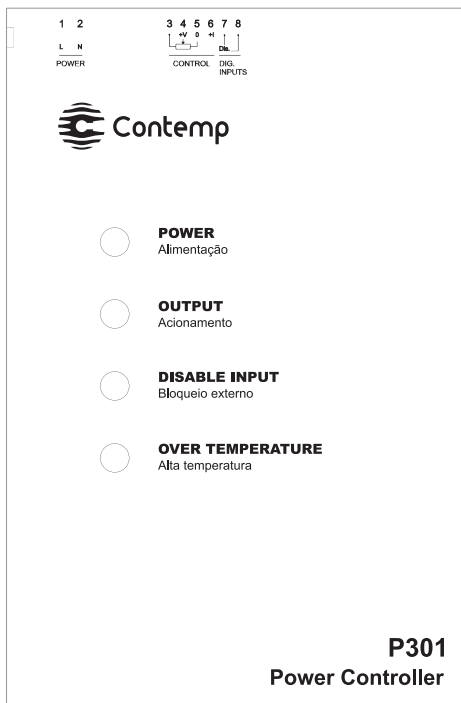 1 2 3 4 5 6 7 8
+V 0 +I
L N Dis.
POWER CONTROL DIG.
INPUTS
Contemp
POWER
Alimentação
OUTPUT
Acionamento
DISABLE INPUT
Bloqueio externo
OVER TEMPERATURE
Alta temperatura
P301
Power Controller